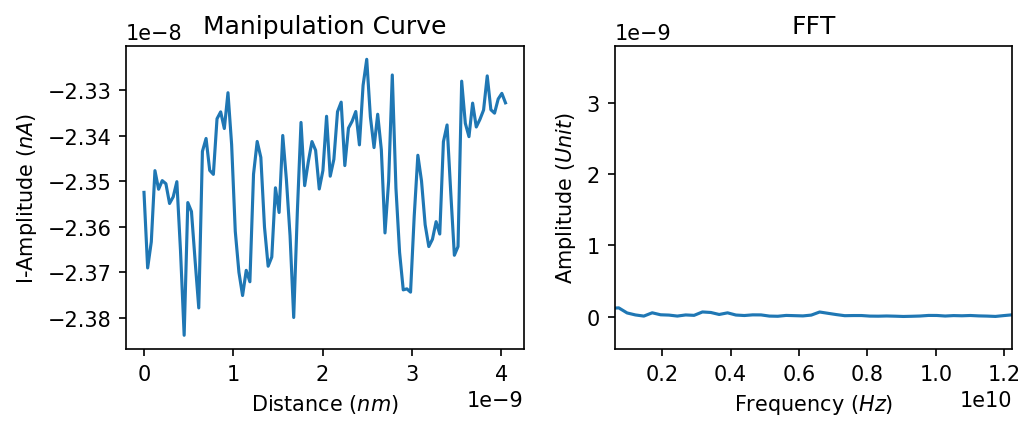 Manipulation Curve
1e−8
−2.33
−2.34
−2.35
−2.36
−2.37
−2.38
I-Amplitude (nA)
0 1 2 3 4
Distance (nm)
1e−9
FFT
1e−9
3
2
1
0
Amplitude (Unit)
0.2 0.4 0.6 0.8 1.0 1.2
Frequency (Hz)
1e10